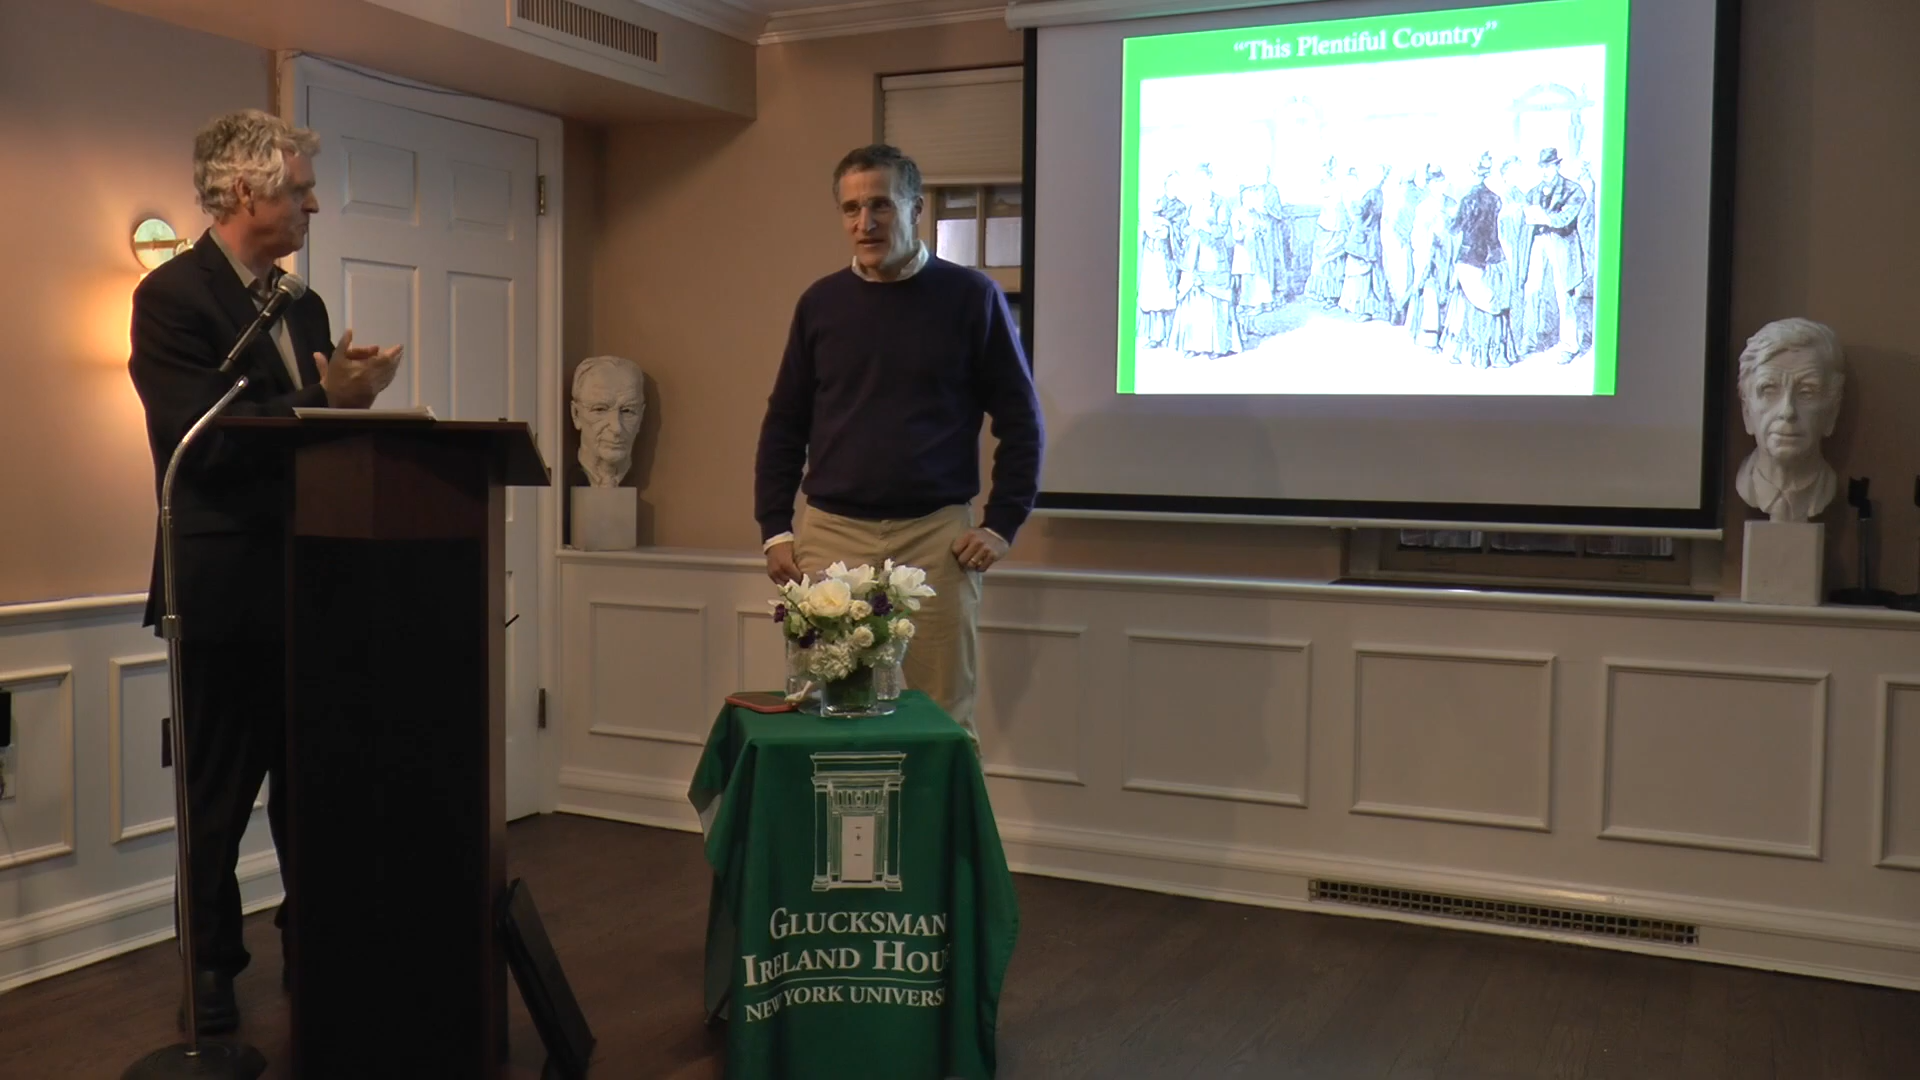 “This Plentiful Country”
GLUCKSMAN
IRELAND HOU
NEW YORK UNIVERS